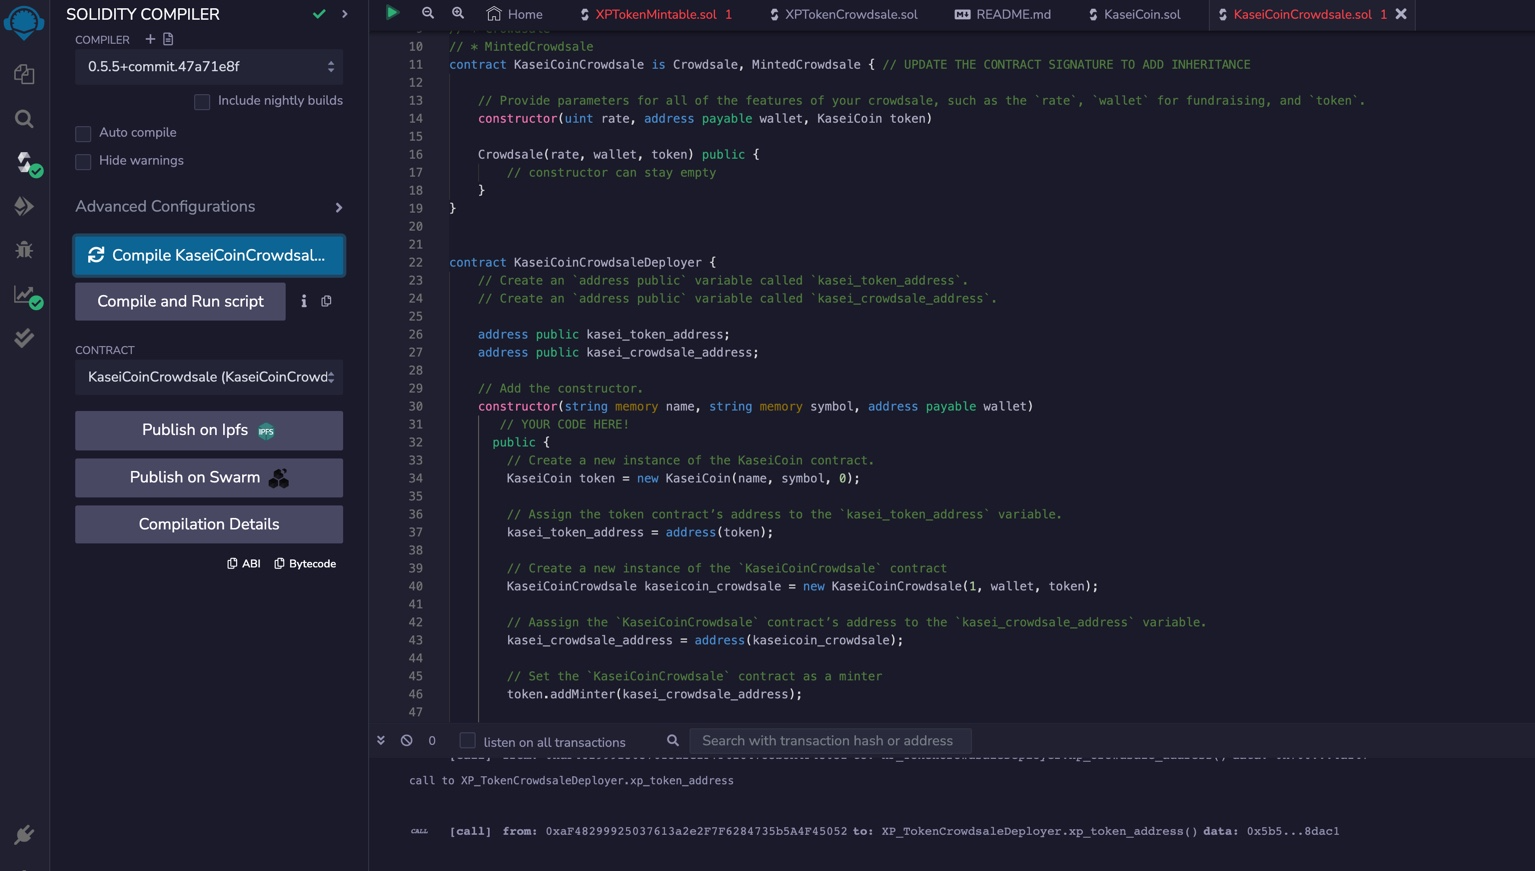 SOLIDITY COMPILER
COMPILER +
0.5.5+commit.47a71e8f
Include nightly builds
Auto compile
Hide warnings
Advanced Configurations
Compile KaseiCoinCrowdsal...
Compile and Run script
i
CONTRACT
KaseiCoinCrowdsale (KaseiCoinCrowd
Publish on Ipfs IPFS
Publish on Swarm
Compilation Details
ABI Bytecode
Home XPTokenMintable.sol 1 XPTokenCrowdsale.sol README.md KaseiCoin.sol KaseiCoinCrowdsale.sol 1
10 // * MintedCrowdsale
11 contract KaseiCoinCrowdsale is Crowdsale, MintedCrowdsale { // UPDATE THE CONTRACT SIGNATURE TO ADD INHERITANCE
12
13 // Provide parameters for all of the features of your crowdsale, such as the `rate`, `wallet` for fundraising, and `token`.
14 constructor(uint rate, address payable wallet, KaseiCoin token)
15
16 Crowdsale(rate, wallet, token) public {
17 // constructor can stay empty
18 }
19 }
20
21
22 contract KaseiCoinCrowdsaleDeployer {
23 // Create an `address public` variable called `kasei_token_address`.
24 // Create an `address public` variable called `kasei_crowdsale_address`.
25
26 address public kasei_token_address;
27 address public kasei_crowdsale_address;
28
29 // Add the constructor.
30 constructor(string memory name, string memory symbol, address payable wallet)
31 // YOUR CODE HERE!
32 public {
33 // Create a new instance of the KaseiCoin contract.
34 KaseiCoin token = new KaseiCoin(name, symbol, 0);
35
36 // Assign the token contract’s address to the `kasei_token_address` variable.
37 kasei_token_address = address(token);
38
39 // Create a new instance of the `KaseiCoinCrowdsale` contract
40 KaseiCoinCrowdsale kaseicoin_crowdsale = new KaseiCoinCrowdsale(1, wallet, token);
41
42 // Aassign the `KaseiCoinCrowdsale` contract’s address to the `kasei_crowdsale_address` variable.
43 kasei_crowdsale_address = address(kaseicoin_crowdsale);
44
45 // Set the `KaseiCoinCrowdsale` contract as a minter
46 token.addMinter(kasei_crowdsale_address);
47
0 listen on all transactions Search with transaction hash or address
call to XP_TokenCrowdsaleDeployer.xp_token_address
CALL [call] from: 0xaF48299925037613a2e2F7F6284735b5A4F45052 to: XP_TokenCrowdsaleDeployer.xp_token_address() data: 0x5b5...8dac1